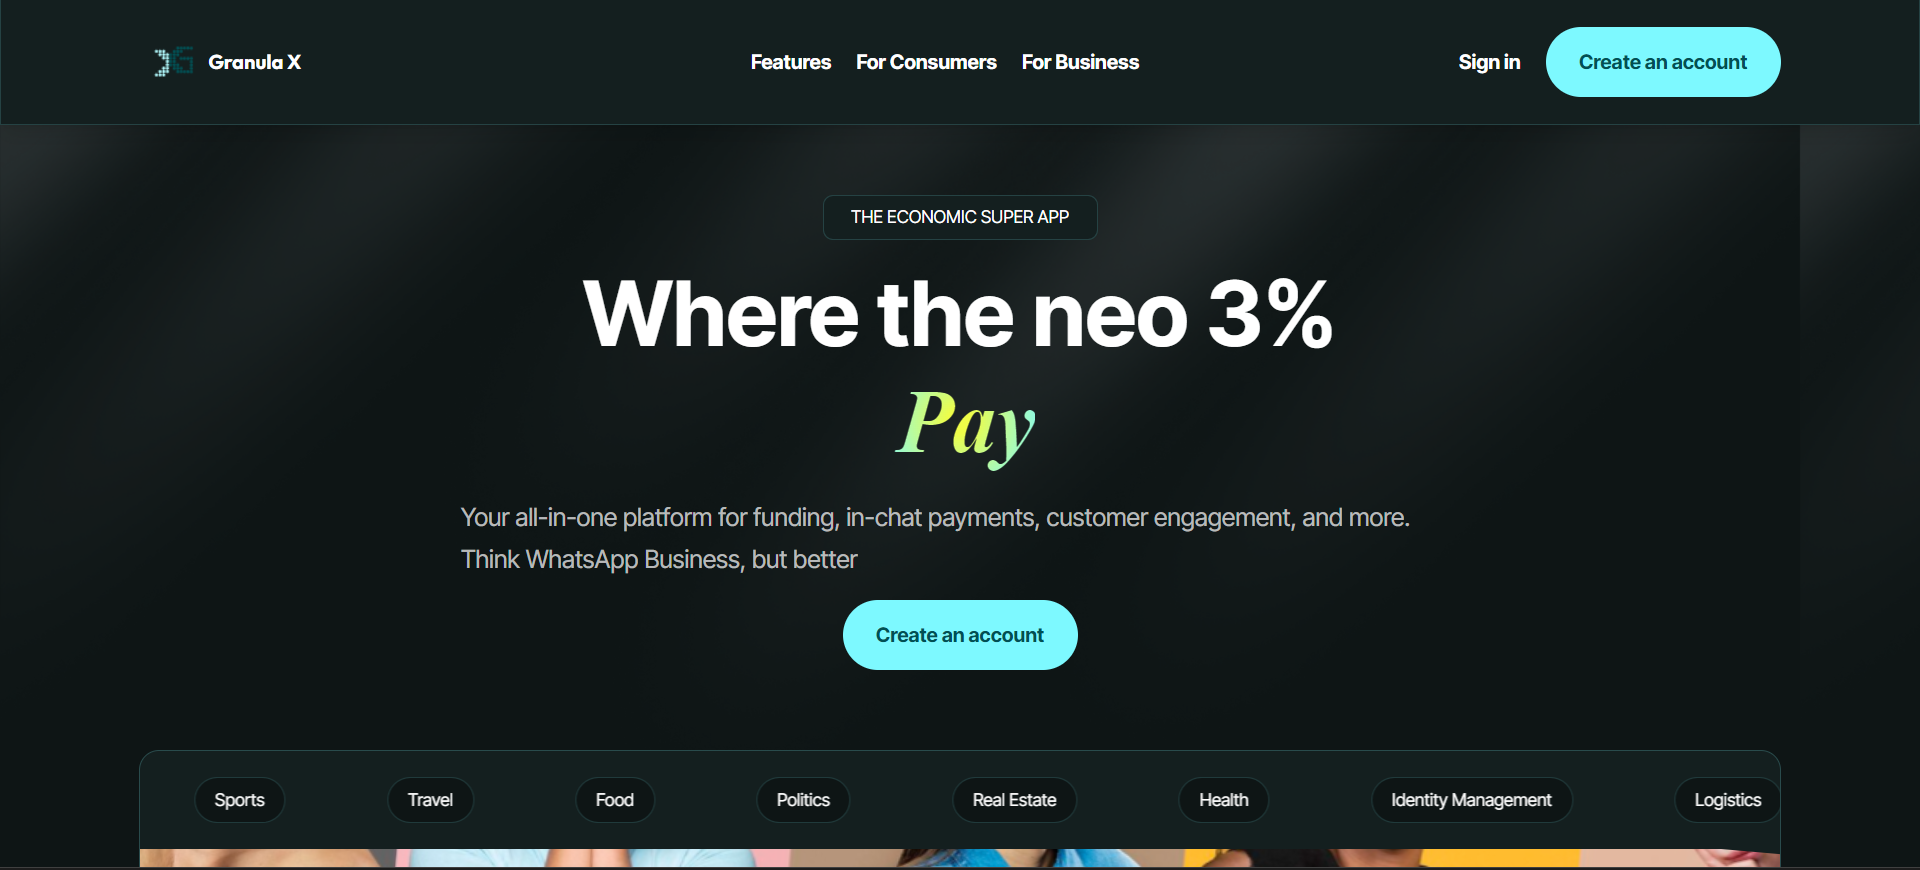 Granula X
Features
For Consumers
For Business
Sign in
Create an account
THE ECONOMIC SUPER APP
Where the neo 3%
Pay
Your all-in-one platform for funding, in-chat payments, customer engagement, and more.
Think WhatsApp Business, but better
Create an account
Sports
Travel
Food
Politics
Real Estate
Health
Identity Management
Logistics